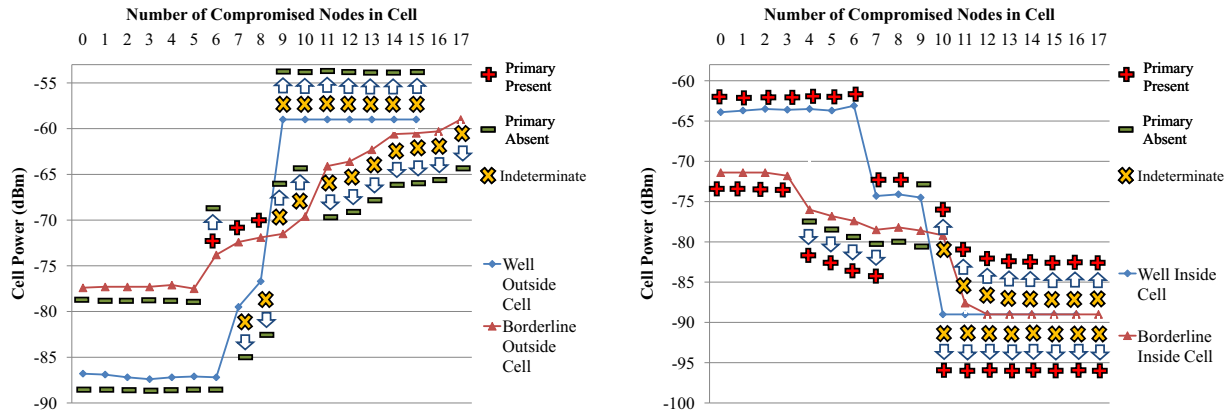 Number of Compromised Nodes in Cell
0 1 2 3 4 5 6 7 8 9 10 11 12 13 14 15 16 17
-55
-60
-65
-70
-75
-80
-85
-90
Cell Power (dBm)
Primary
Present
Primary
Absent
Indeterminate
Well
Outside
Cell
Borderline
Outside
Cell
Number of Compromised Nodes in Cell
0 1 2 3 4 5 6 7 8 9 10 11 12 13 14 15 16 17
-60
-65
-70
-75
-80
-85
-90
-95
-100
Cell Power (dBm)
Primary
Present
Primary
Absent
Indeterminate
Well Inside
Cell
Borderline
Inside Cell